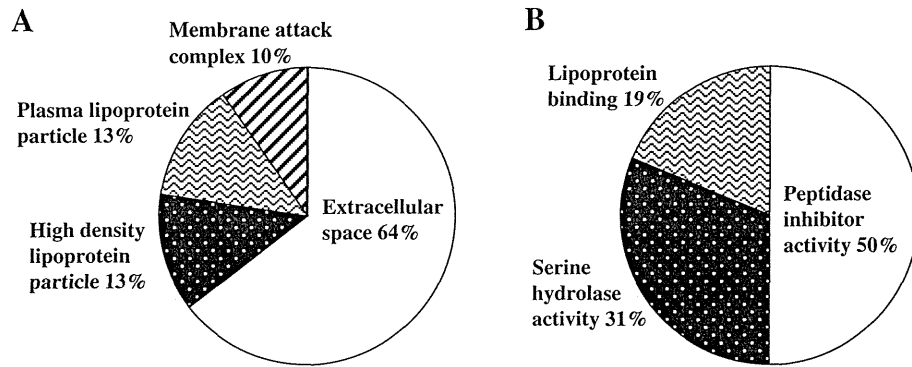 A
Membrane attack
complex 10%
Plasma lipoprotein
particle 13%
High density
lipoprotein
particle 13%
Extracellular
space 64%
B
Lipoprotein
binding 19%
Peptidase
inhibitor
activity 50%
Serine
hydrolase
activity 31%